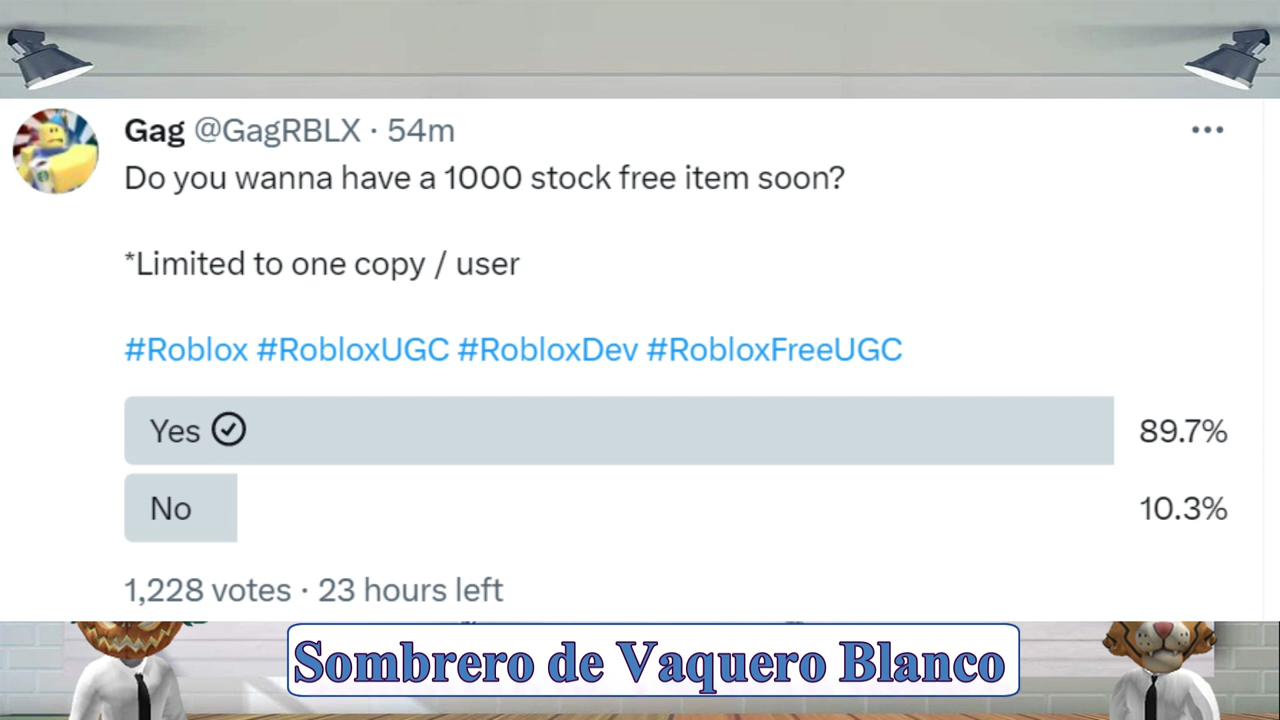 Gag @GagRBLX · 54m
Do you wanna have a 1000 stock free item soon?
*Limited to one copy / user
#Roblox #RobloxUGC #RobloxDev #RobloxFreeUGC
Yes 89.7%
No 10.3%
1,228 votes · 23 hours left
Sombrero de Vaquero Blanco